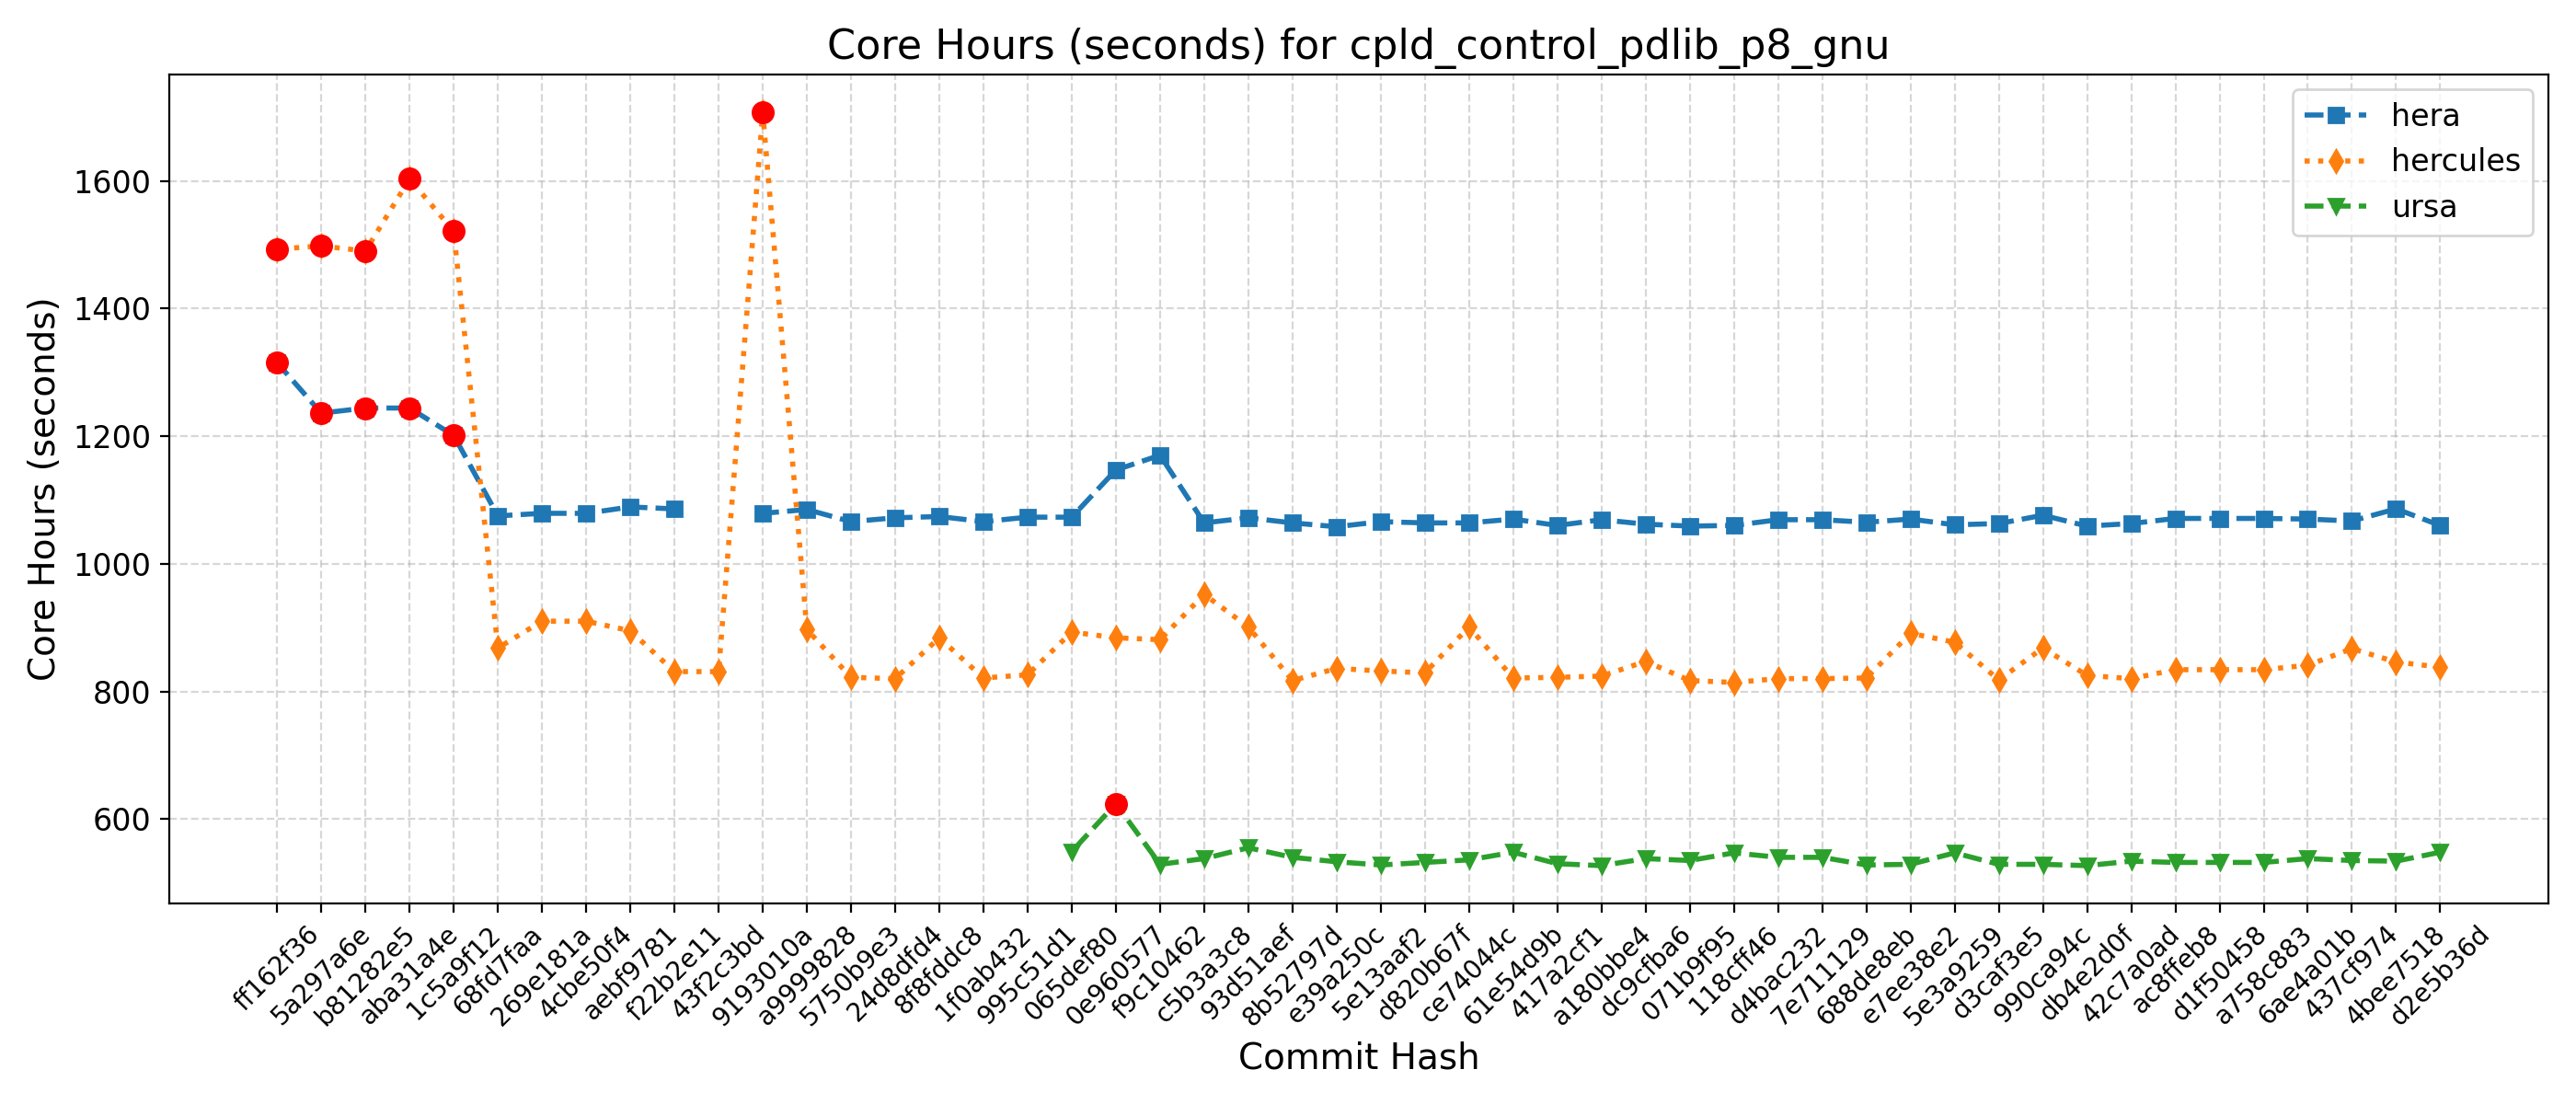 Core Hours (seconds) for cpld_control_pdlib_p8_gnu
Core Hours (seconds)
1600
1400
1200
1000
800
600
hera
hercules
ursa
ff162f36
5a297a6e
b81282e5
aba31a4e
1c5a9f12
68fd7faa
269e181a
4cbe50f4
aebf9781
f22b2e11
43f2c3bd
9193010a
a9999828
5750b9e3
24d8dfd4
8f8fddc8
1f0ab432
995c51d1
065def80
0e960577
f9c10462
c5b3a3c8
93d51aef
8b52797d
e39a250c
5e13aaf2
d820b67f
ce74044c
61e54d9b
417a2cf1
a180bbe4
dc9cfba6
071b9f95
118cff46
d4bac232
7e711129
688de8eb
e7ee38e2
5e3a9259
d3caf3e5
990ca94c
db4e2d0f
42c7a0ad
ac8ffeb8
d1f50458
a758c883
6ae4a01b
437cf974
4bee7518
d2e5b36d
Commit Hash